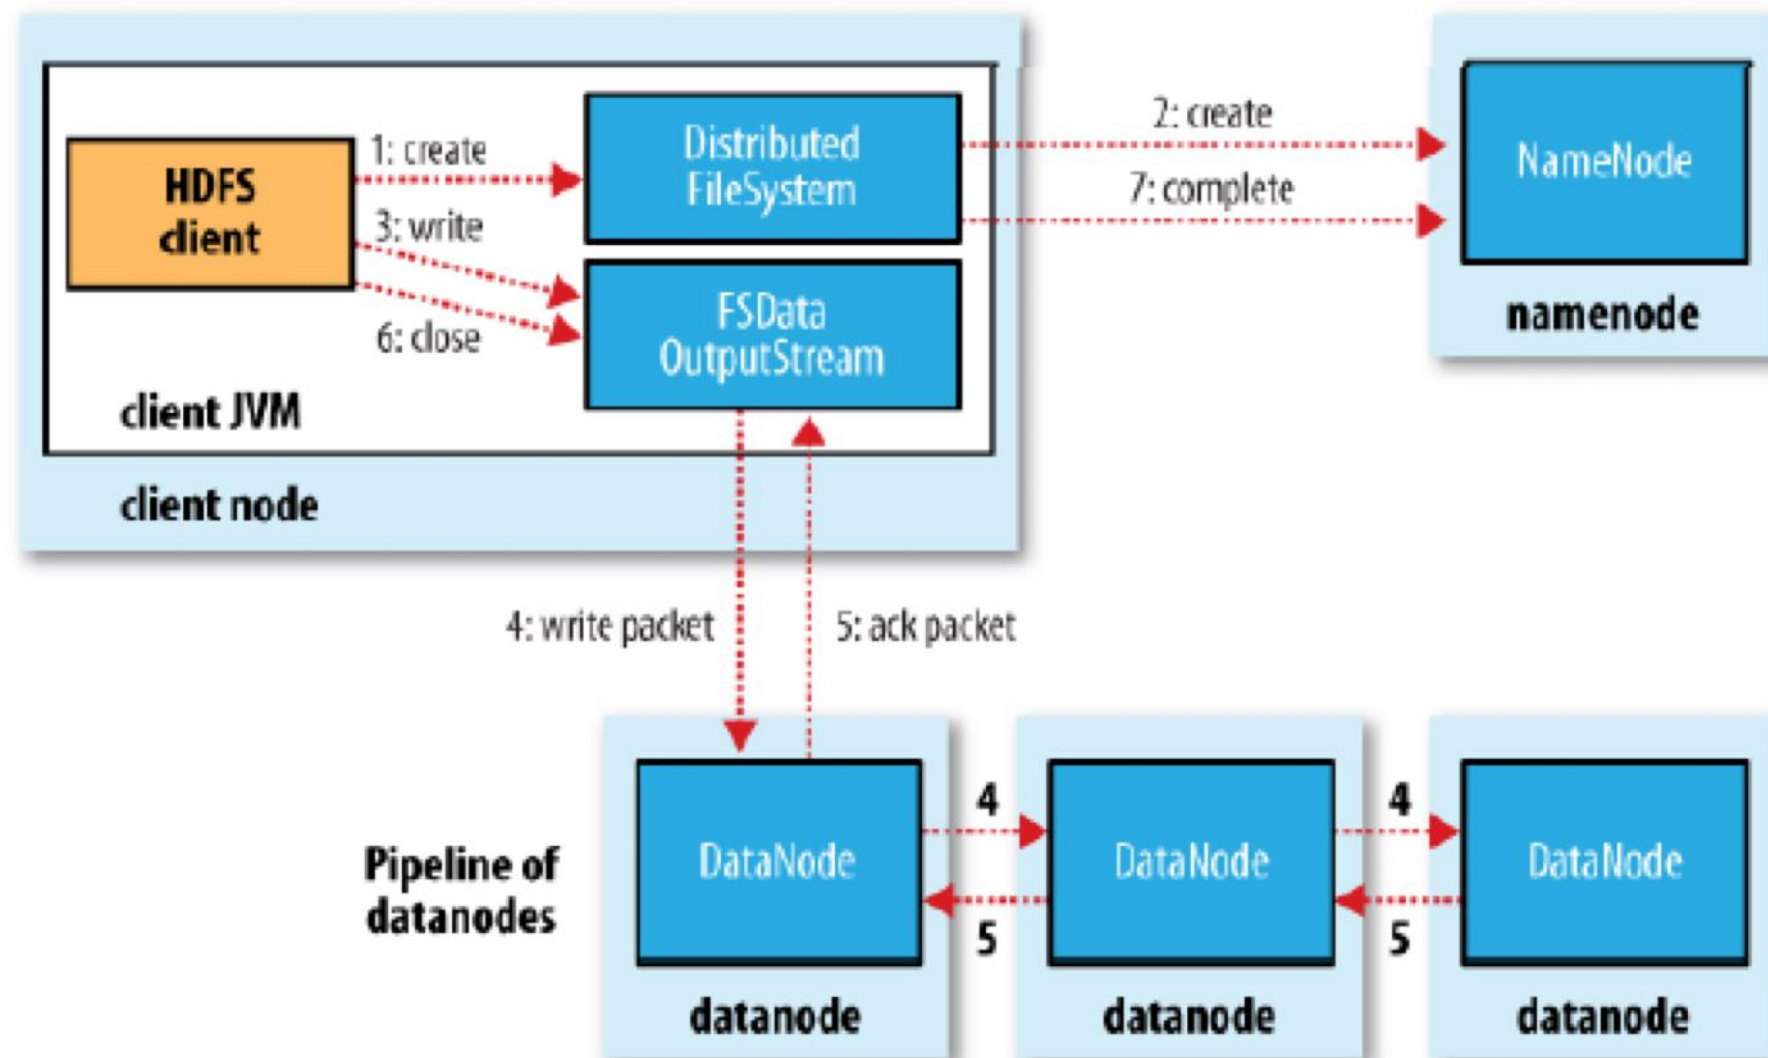 HDFS
client
1: create
3: write
6: close
Distributed
FileSystem
FSData
OutputStream
client JVM
client node
2: create
7: complete
NameNode
namenode
4: write packet
5: ack packet
Pipeline of
datanodes
DataNode
datanode
4
5
DataNode
datanode
4
5
DataNode
datanode